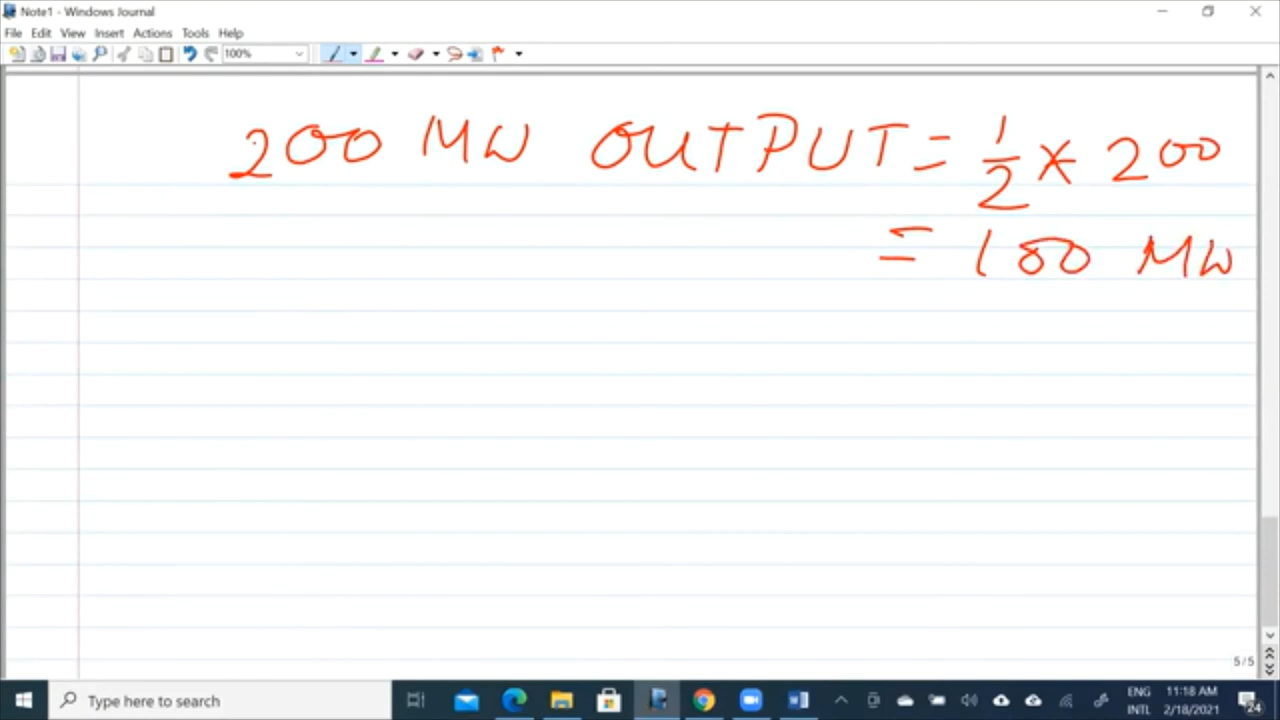 Note1 - Windows Journal
File Edit View Insert Actions Tools Help
100%
200 MW OUTPUT = 1/2 * 200
= 100 MW
5/5
Type here to search
ENG 11:18 AM
INTL 2/18/2021
24